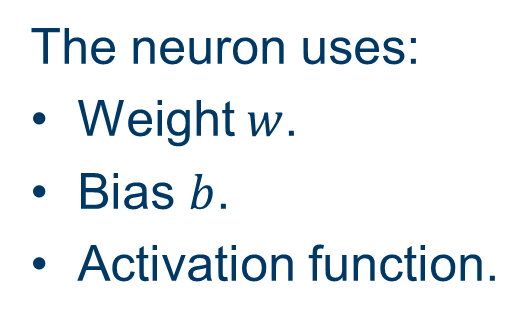 The neuron uses:
• Weight w.
• Bias b.
• Activation function.